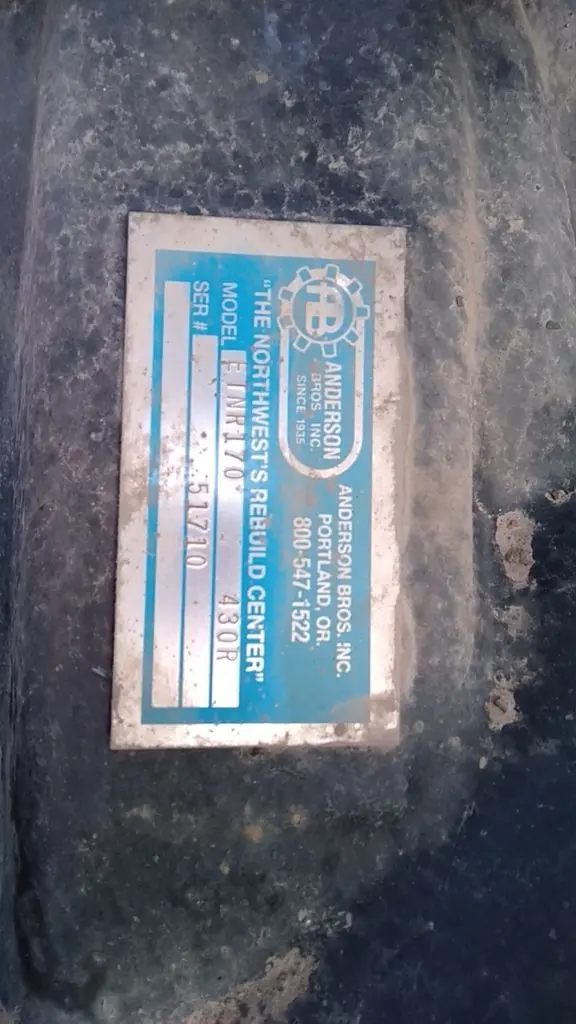 AB
ANDERSON
BROS. INC.
SINCE 1935
ANDERSON BROS. INC.
PORTLAND, OR.
800-547-1522
"THE NORTHWEST'S REBUILD CENTER"
MODEL ETNR170 430R
SER # 51710